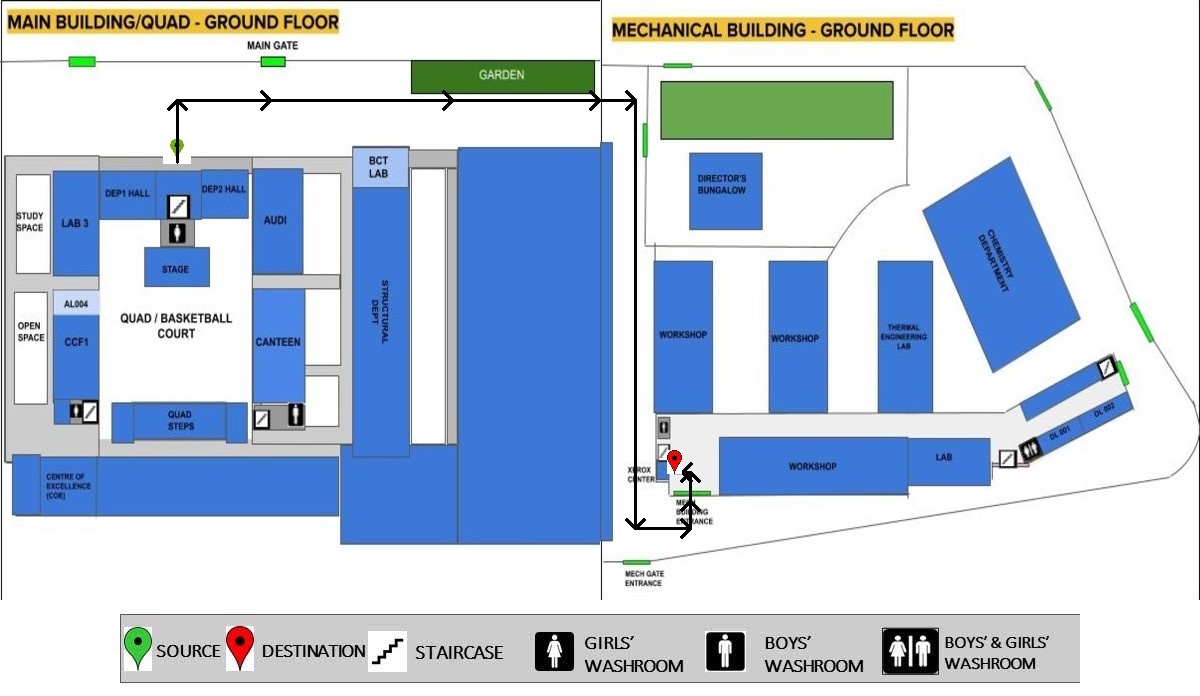 MAIN BUILDING/QUAD - GROUND FLOOR
MAIN GATE
GARDEN
BCT
LAB
DEP1 HALL
DEP2 HALL
STUDY
SPACE
LAB 3
AUDI
STAGE
AL004
OPEN
SPACE
CCF1
QUAD / BASKETBALL
COURT
CANTEEN
STRUCTURAL
DEPT
QUAD
STEPS
CENTRE OF
EXCELLENCE
(COE)
MECHANICAL BUILDING - GROUND FLOOR
DIRECTOR'S
BUNGALOW
CHEMISTRY
DEPARTMENT
WORKSHOP
WORKSHOP
THERMAL
ENGINEERING
LAB
DL 002
DL 001
LAB
WORKSHOP
XEROX
CENTER
MECH
BUILDING
ENTRANCE
MECH GATE
ENTRANCE
SOURCE
DESTINATION
STAIRCASE
GIRLS’
WASHROOM
BOYS’
WASHROOM
BOYS’ & GIRLS’
WASHROOM